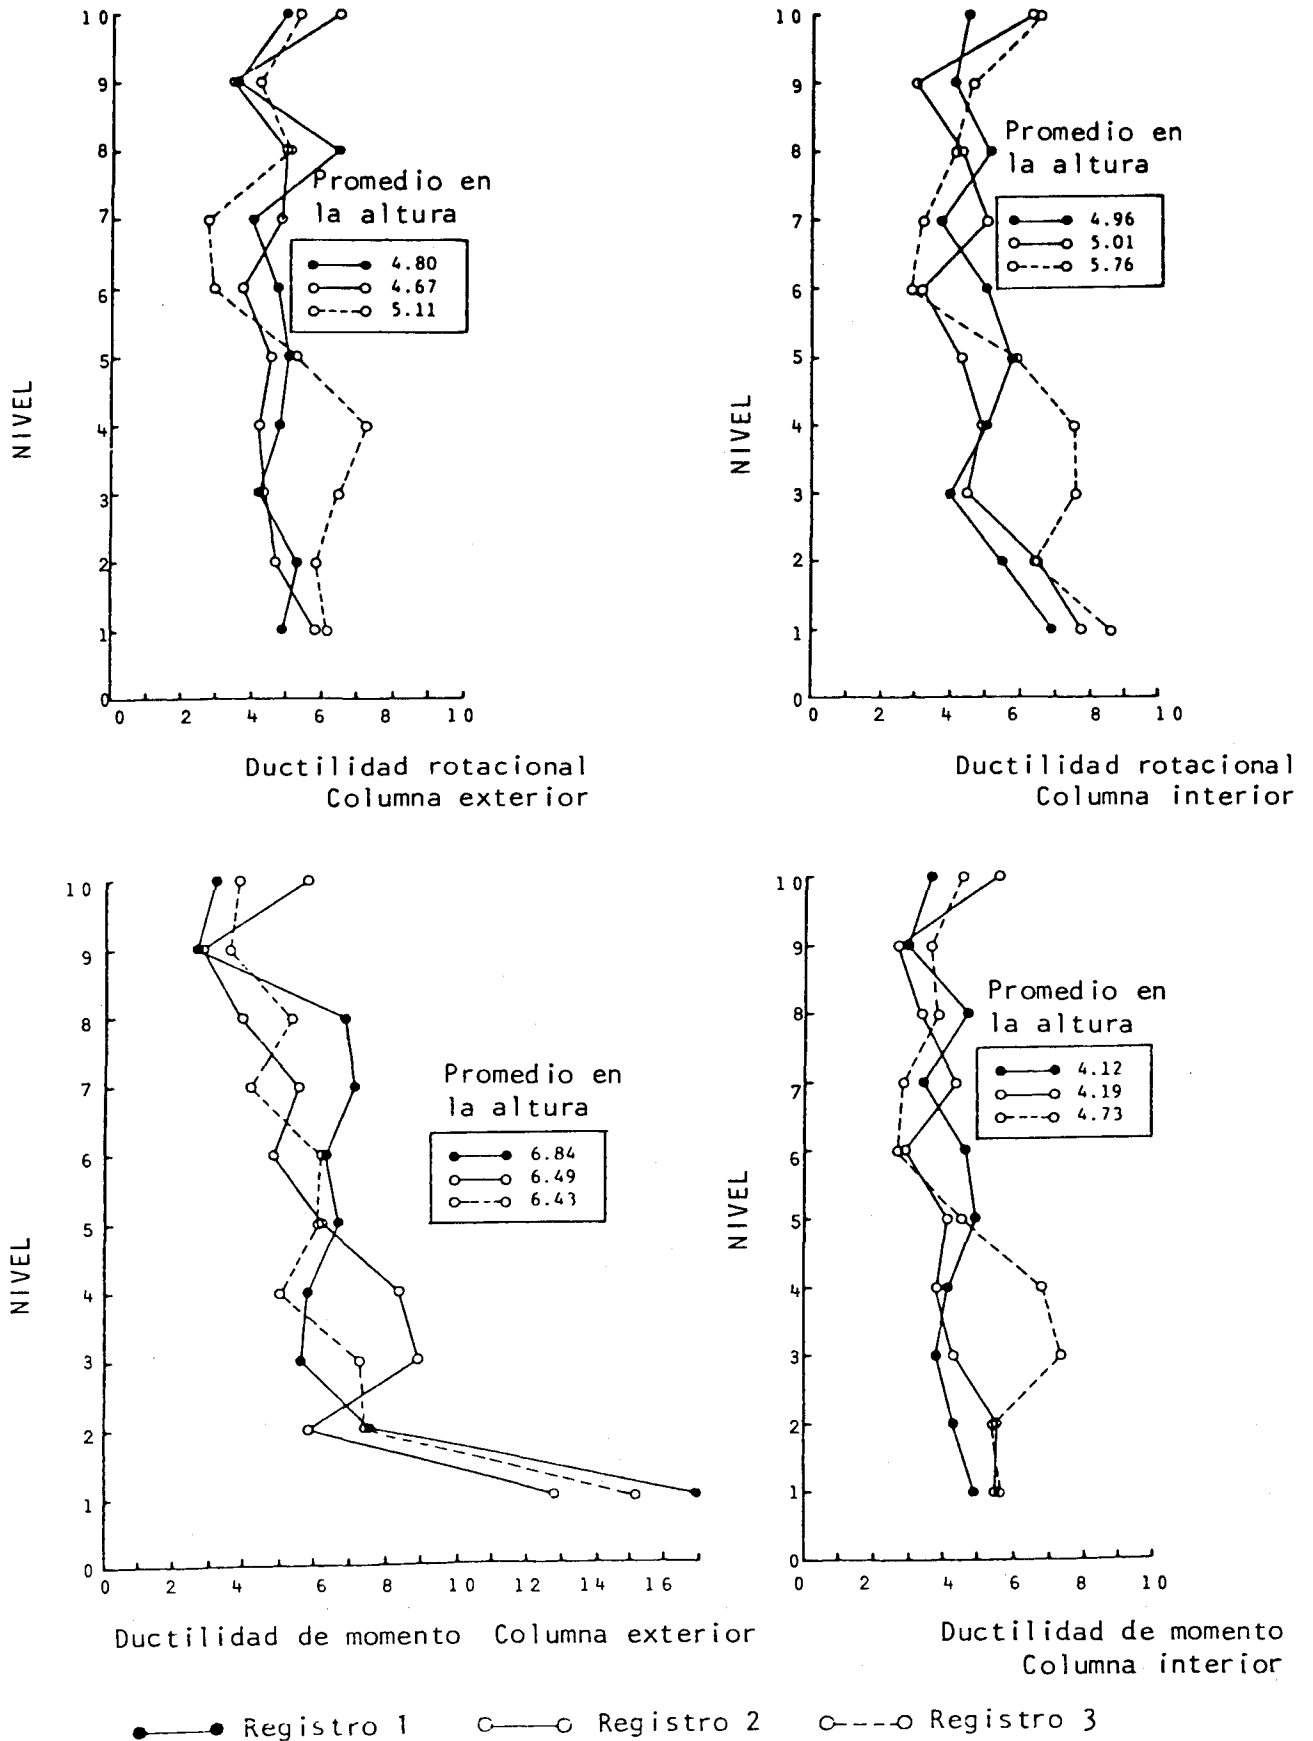 10
9
8
7
6
5
4
3
2
1
0
NIVEL
Promedio en
la altura
4.80
4.67
5.11
0 2 4 6 8 10
Ductilidad rotacional
Columna exterior
10
9
8
7
6
5
4
3
2
1
0
NIVEL
Promedio en
la altura
4.96
5.01
5.76
0 2 4 6 8 10
Ductilidad rotacional
Columna interior
10
9
8
7
6
5
4
3
2
1
0
NIVEL
Promedio en
la altura
6.84
6.49
6.43
0 2 4 6 8 10 12 14 16
Ductilidad de momento Columna exterior
10
9
8
7
6
5
4
3
2
1
0
NIVEL
Promedio en
la altura
4.12
4.19
4.73
0 2 4 6 8 10
Ductilidad de momento
Columna interior
Registro 1 Registro 2 Registro 3